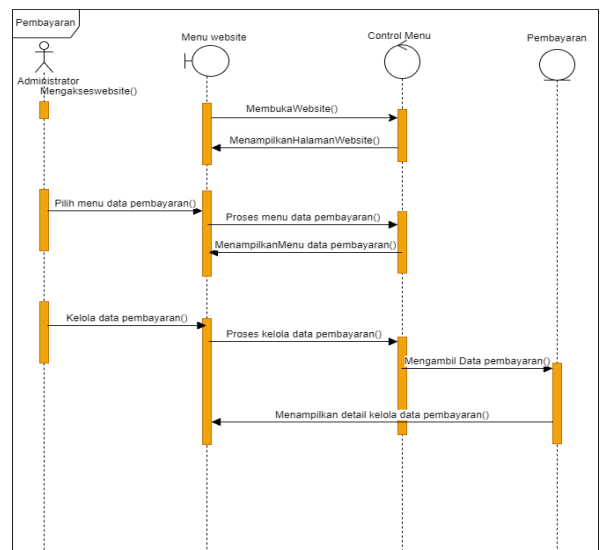 Pembayaran
Menu website
Control Menu
Pembayaran
Administrator
Mengakseswebsite()
MembukaWebsite()
MenampilkanHalamanWebsite()
Pilih menu data pembayaran()
Proses menu data pembayaran()
MenampilkanMenu data pembayaran()
Kelola data pembayaran()
Proses kelola data pembayaran()
Mengambil Data pembayaran()
Menampilkan detail kelola data pembayaran()